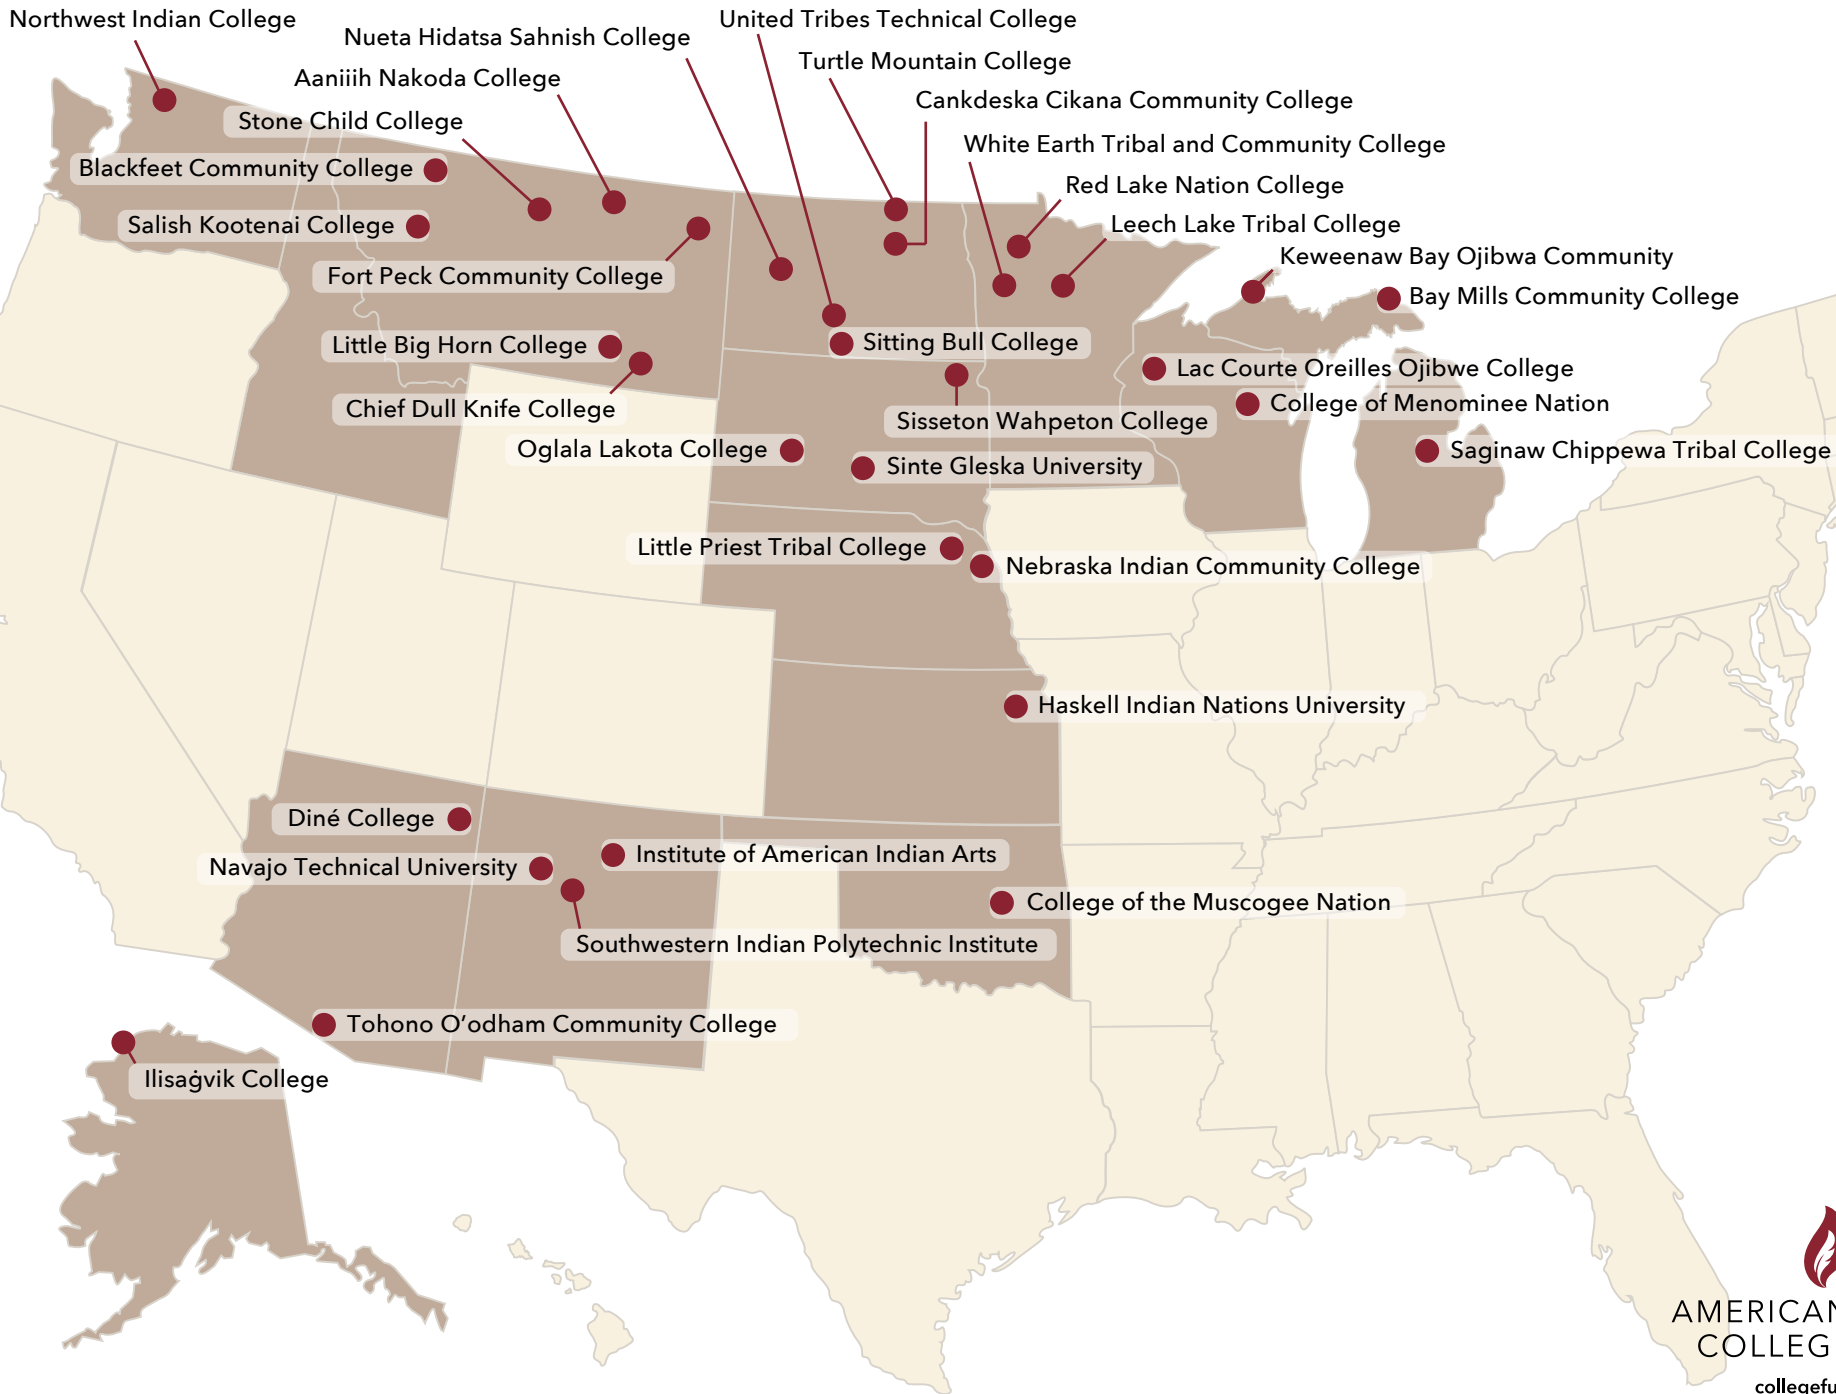 Northwest Indian College
United Tribes Technical College
Nueta Hidatsa Sahnish College
Turtle Mountain College
Aaniiih Nakoda College
Cankdeska Cikana Community College
Stone Child College
White Earth Tribal and Community College
Blackfeet Community College
Red Lake Nation College
Salish Kootenai College
Leech Lake Tribal College
Keweenaw Bay Ojibwa Community
Fort Peck Community College
Bay Mills Community College
Little Big Horn College
Sitting Bull College
Lac Courte Oreilles Ojibwe College
Chief Dull Knife College
College of Menominee Nation
Sisseton Wahpeton College
Oglala Lakota College
Saginaw Chippewa Tribal College
Sinte Gleska University
Little Priest Tribal College
Nebraska Indian Community College
Haskell Indian Nations University
Diné College
Institute of American Indian Arts
Navajo Technical University
College of the Muscogee Nation
Southwestern Indian Polytechnic Institute
Tohono O’odham Community College
Ilisaġvik College
AMERICAN
COLLEG
collegefu